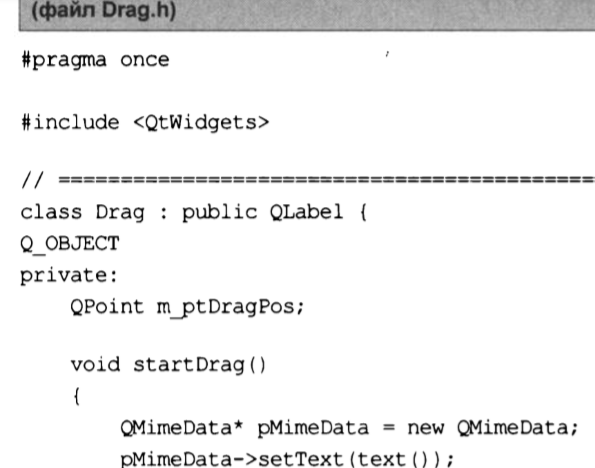 (файл Drag.h)
#pragma once
#include <QtWidgets>
// ===========================================
class Drag : public QLabel {
Q_OBJECT
private:
QPoint m_ptDragPos;
void startDrag()
{
QMimeData* pMimeData = new QMimeData;
pMimeData->setText(text());